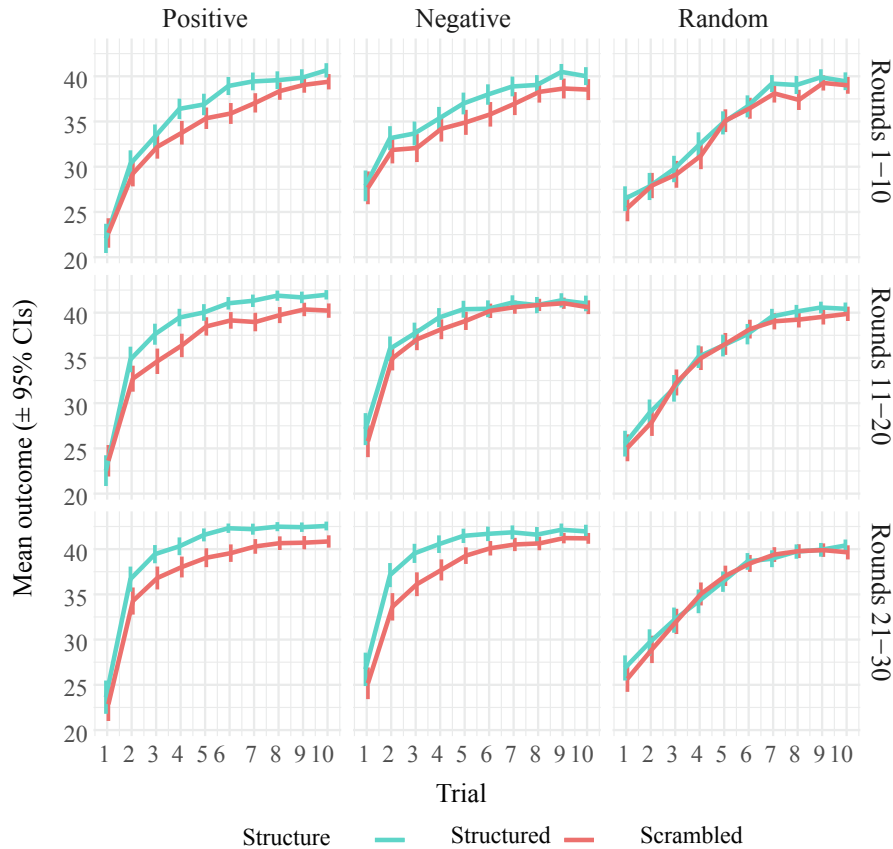 Positive Negative Random
40
35
30
25
20
Rounds 1–10
40
35
30
25
20
Rounds 11–20
40
35
30
25
20
Rounds 21–30
Mean outcome (± 95% CIs)
1 2 3 4 5 6 7 8 9 10 1 2 3 4 5 6 7 8 9 10 1 2 3 4 5 6 7 8 9 10
Trial
Structure Structured Scrambled